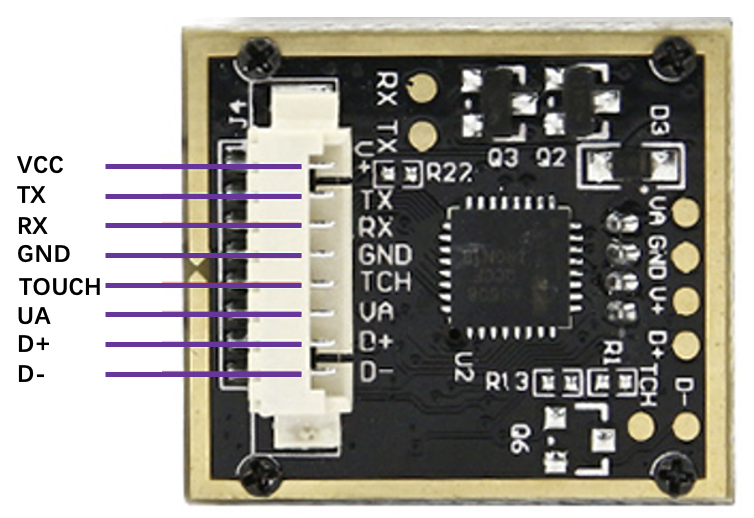 VCC
TX
RX
GND
TOUCH
UA
D+
D-
J4
RX
TX
V+
R22
TX
RX
GND
TCH
VA
D+
D-
Q3
Q2
D3
VA
GND
V+
D+
D-
TCH
U2
R13
R1
Q6